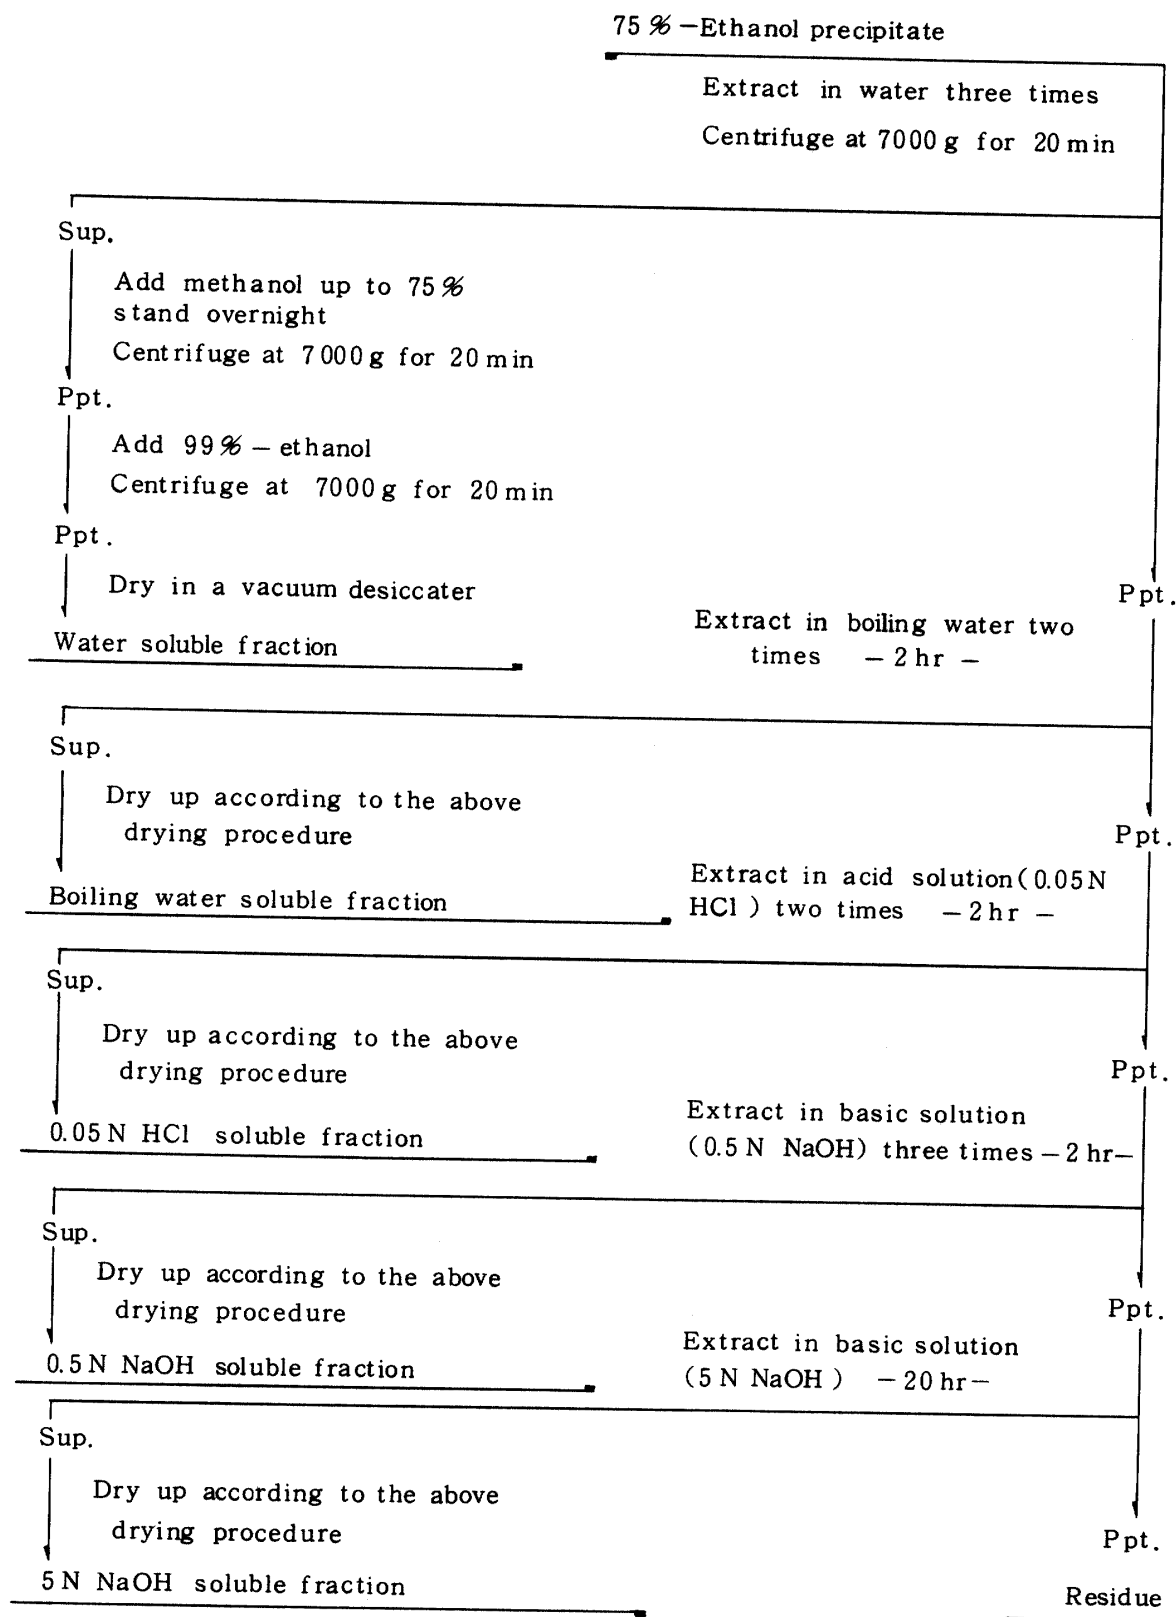 75%-Ethanol precipitate
Extract in water three times
Centrifuge at 7000g for 20min
Sup.
Add methanol up to 75%
stand overnight
Centrifuge at 7000g for 20min
Ppt.
Add 99% - ethanol
Centrifuge at 7000g for 20min
Ppt.
Dry in a vacuum desiccater
Water soluble fraction
Ppt.
Extract in boiling water two
times - 2hr -
Sup.
Dry up according to the above
drying procedure
Boiling water soluble fraction
Ppt.
Extract in acid solution(0.05N
HCl) two times - 2hr -
Sup.
Dry up according to the above
drying procedure
0.05N HCl soluble fraction
Ppt.
Extract in basic solution
(0.5N NaOH) three times - 2hr-
Sup.
Dry up according to the above
drying procedure
0.5N NaOH soluble fraction
Ppt.
Extract in basic solution
(5N NaOH) - 20hr-
Sup.
Dry up according to the above
drying procedure
5N NaOH soluble fraction
Ppt.
Residue